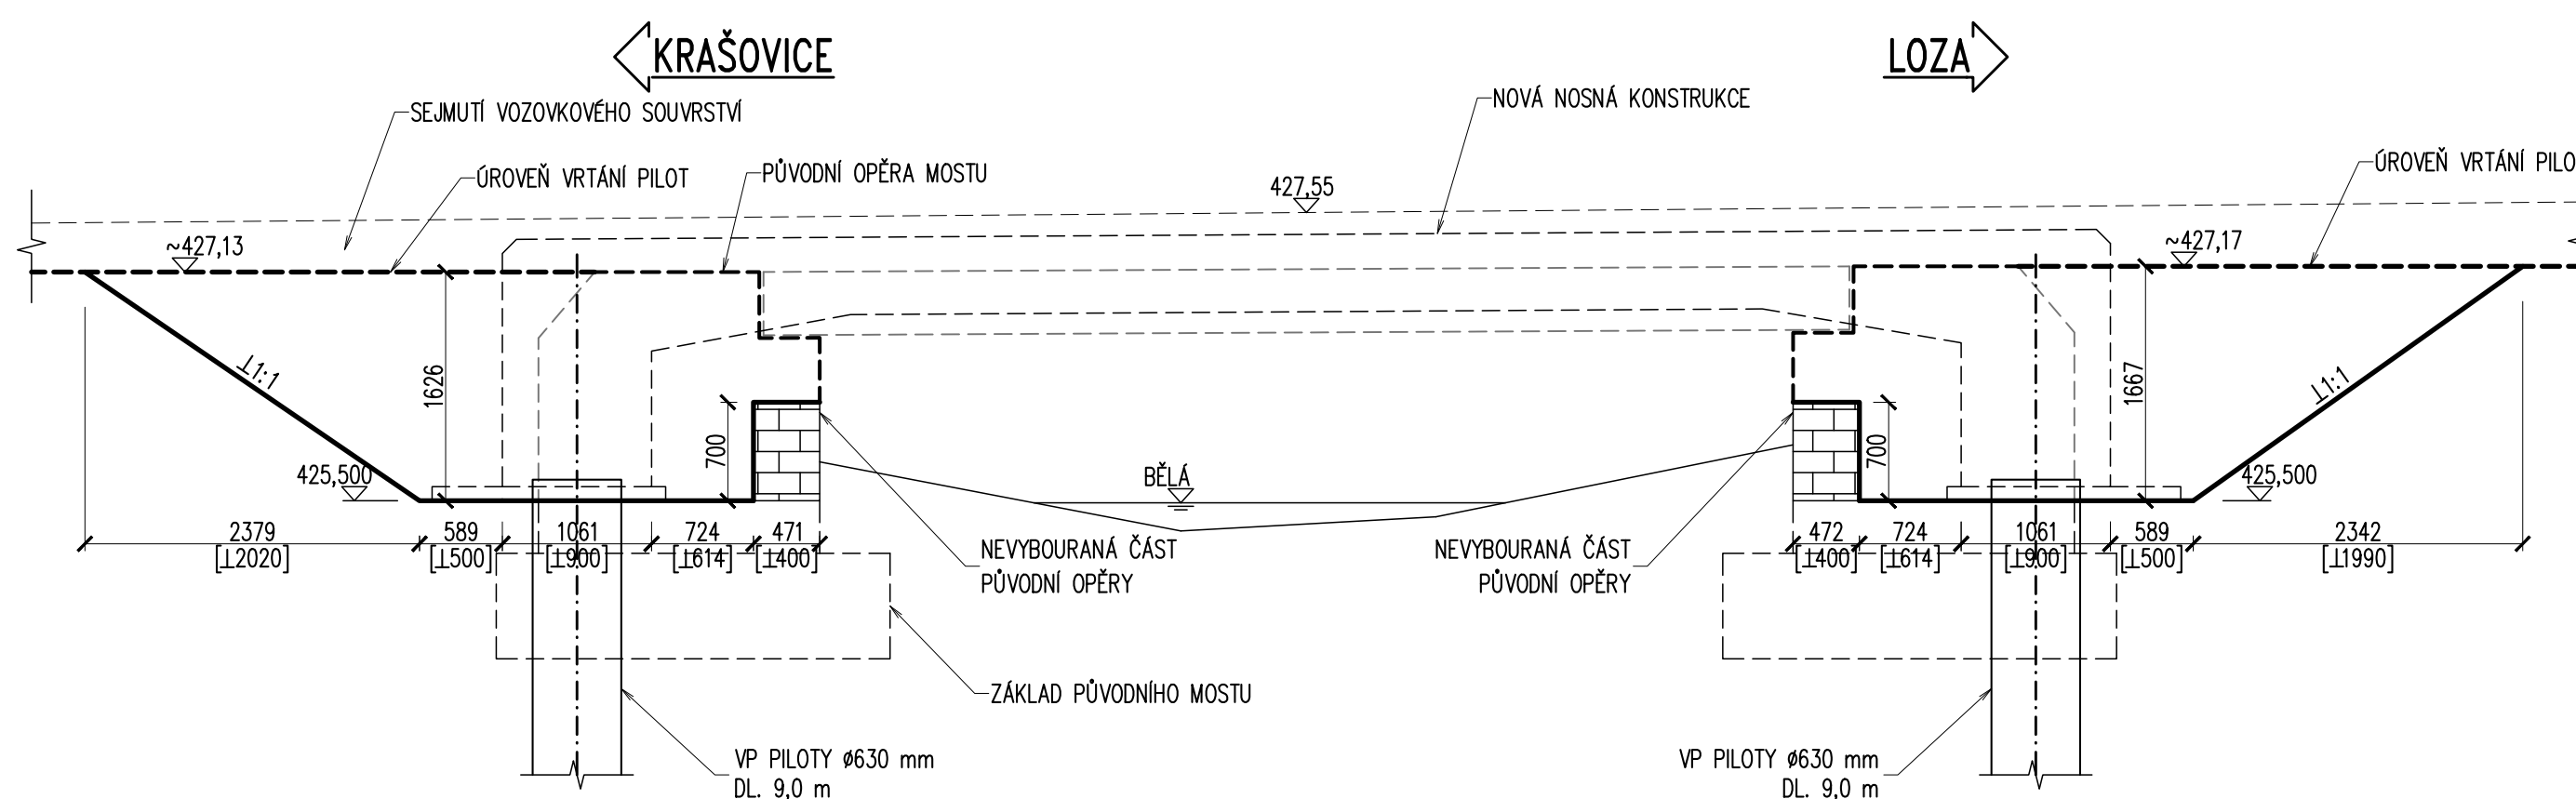 KRAŠOVICE
LOZA
SEJMUTÍ VOZOVKOVÉHO SOUVRSTVÍ
NOVÁ NOSNÁ KONSTRUKCE
ÚROVEŇ VRTÁNÍ PILOT
PŮVODNÍ OPĚRA MOSTU
427,55
ÚROVEŇ VRTÁNÍ PILO
~427,13
~427,17
⊥1:1
1626
700
700
1667
⊥1:1
425,500
BĚLÁ
425,500
2379
[⊥2020]
589
[⊥500]
1061
[⊥900]
724
[⊥614]
471
[⊥400]
NEVYBOURANÁ ČÁST
PŮVODNÍ OPĚRY
NEVYBOURANÁ ČÁST
PŮVODNÍ OPĚRY
472
[⊥400]
724
[⊥614]
1061
[⊥900]
589
[⊥500]
2342
[⊥1990]
ZÁKLAD PŮVODNÍHO MOSTU
VP PILOTY ø630 mm
DL. 9,0 m
VP PILOTY ø630 mm
DL. 9,0 m